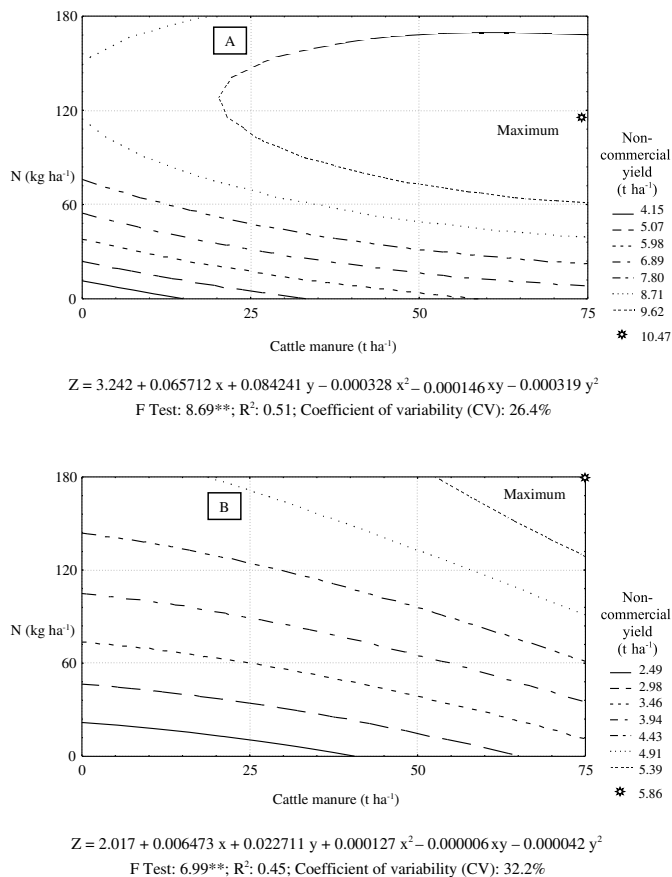 180
A
120
Maximum
N (kg ha-1)
60
0
0 25 50 75
Cattle manure (t ha-1)
Non-
commercial
yield
(t ha-1)
4.15
5.07
5.98
6.89
7.80
8.71
9.62
10.47
Z = 3.242 + 0.065712 x + 0.084241 y – 0.000328 x² – 0.000146 xy – 0.000319 y²
F Test: 8.69**; R²: 0.51; Coefficient of variability (CV): 26.4%
180
B
Maximum
120
N (kg ha-1)
60
0
0 25 50 75
Cattle manure (t ha-1)
Non-
commercial
yield
(t ha-1)
2.49
2.98
3.46
3.94
4.43
4.91
5.39
5.86
Z = 2.017 + 0.006473 x + 0.022711 y + 0.000127 x² – 0.000006 xy – 0.000042 y²
F Test: 6.99**; R²: 0.45; Coefficient of variability (CV): 32.2%